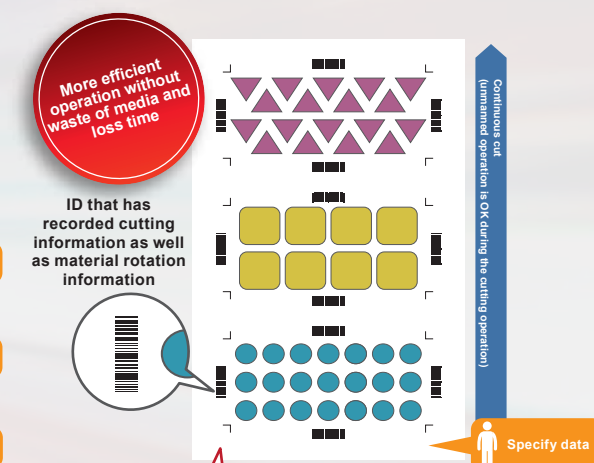 More efficient
operation without
waste of media and
loss time
ID that has
recorded cutting
information as well
as material rotation
information
Continuous cut
(unmanned operation is OK during the cutting operation)
Specify data